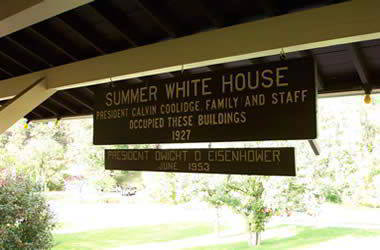 SUMMER WHITE HOUSE
PRESIDENT CALVIN COOLIDGE FAMILY AND STAFF
OCCUPIED THESE BUILDINGS
1927
PRESIDENT DWIGHT D EISENHOWER
JUNE 1953